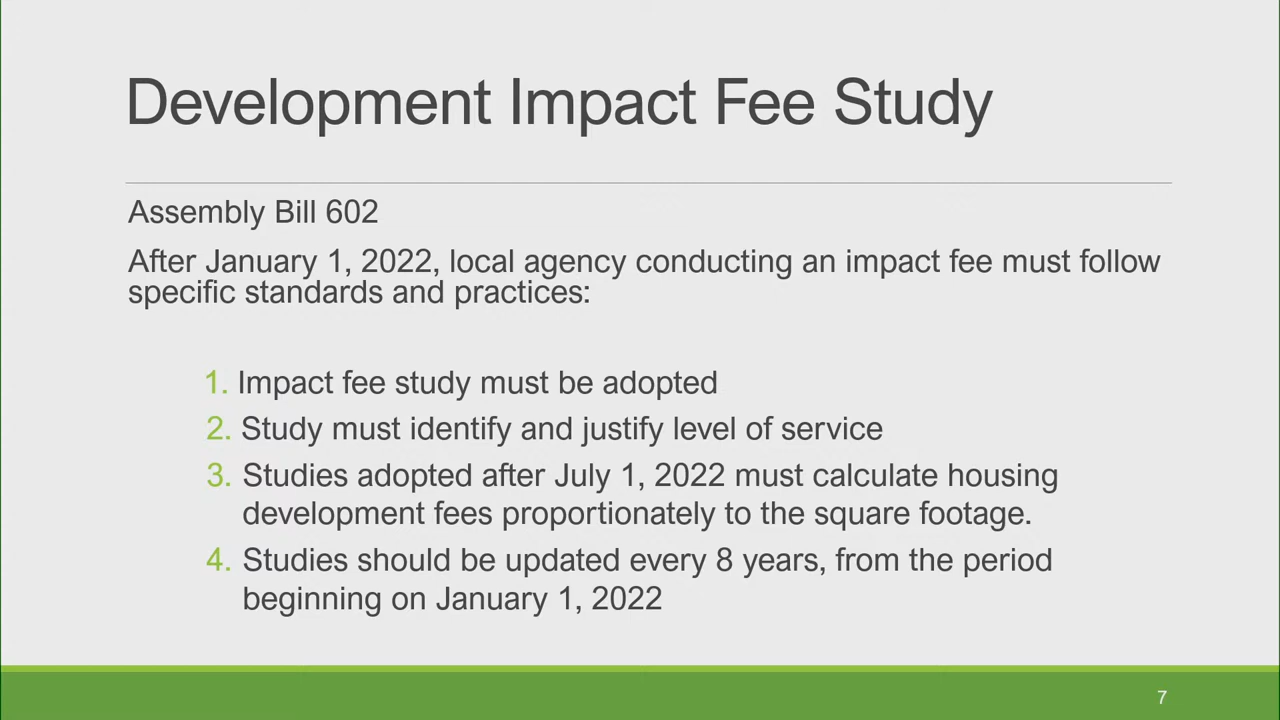 Development Impact Fee Study
Assembly Bill 602
After January 1, 2022, local agency conducting an impact fee must follow
specific standards and practices:
1. Impact fee study must be adopted
2. Study must identify and justify level of service
3. Studies adopted after July 1, 2022 must calculate housing
development fees proportionately to the square footage.
4. Studies should be updated every 8 years, from the period
beginning on January 1, 2022
7